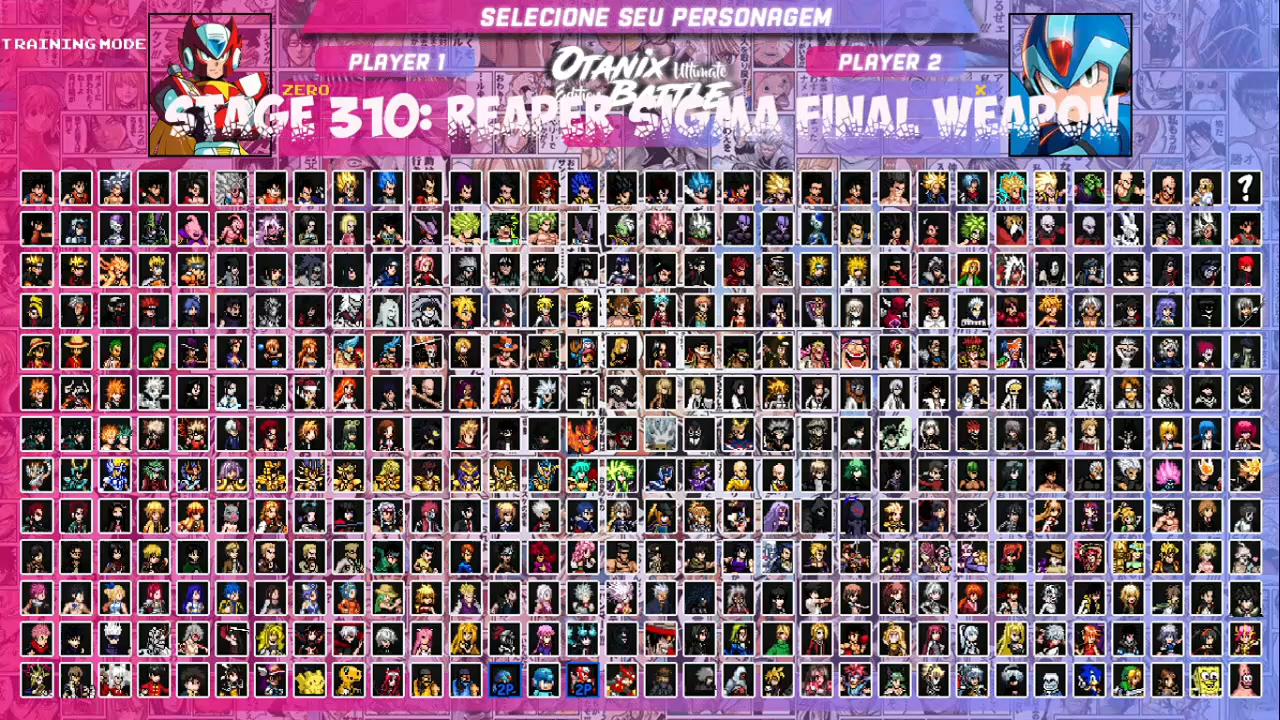 SELECIONE SEU PERSONAGEM
TRAINING MODE
PLAYER 1
OTANIX Ultimate
Edition BATTLE
PLAYER 2
ZERO
X
STAGE 310: REAPER SIGMA FINAL WEAPON
?
2P
2P